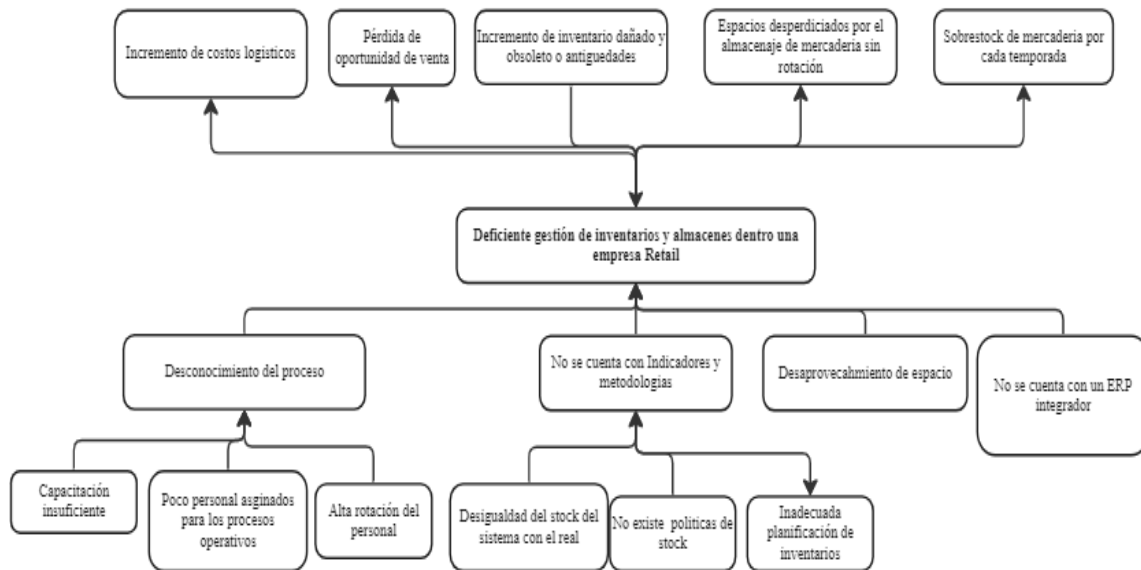 Incremento de costos logisticos
Pérdida de
oportunidad de venta
Incremento de inventario dañado y
obsoleto o antiguedades
Espacios desperdiciados por el
almacenaje de mercaderia sin
rotación
Sobrestock de mercaderia por
cada temporada
Deficiente gestión de inventarios y almacenes dentro una
empresa Retail
Desconocimiento del proceso
No se cuenta con Indicadores y
metodologias
Desaprovecahmiento de espacio
No se cuenta con un ERP
integrador
Capacitación
insuficiente
Poco personal asginados
para los procesos
operativos
Alta rotación del
personal
Desigualdad del stock del
sistema con el real
No existe politicas de
stock
Inadecuada
planificación de
inventarios